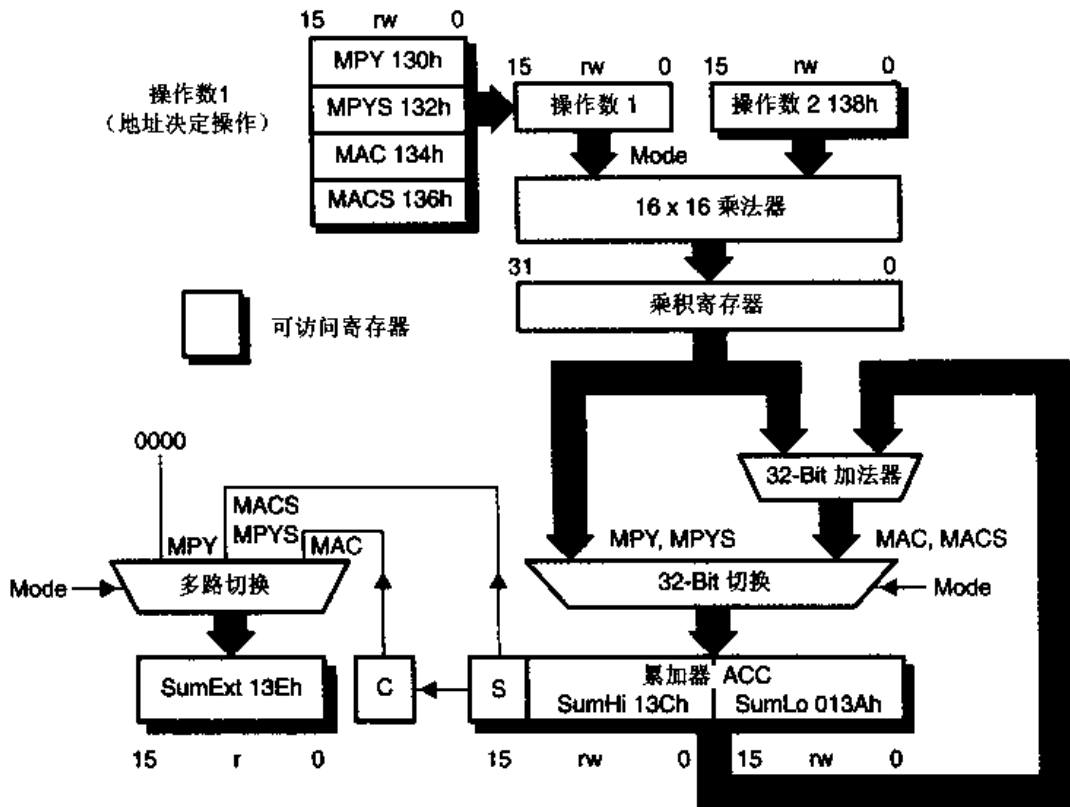 15 rw 0
MPY 130h
MPYS 132h
MAC 134h
MACS 136h
操作数1
（地址决定操作）
15 rw 0
操作数 1
15 rw 0
操作数 2 138h
Mode
16 x 16 乘法器
31 0
乘积寄存器
可访问寄存器
32-Bit 加法器
0000
MACS
MPYS
MPY
MAC
MPY, MPYS
MAC, MACS
Mode
多路切换
32-Bit 切换
Mode
SumExt 13Eh
C
S
累加器 ACC
SumHi 13Ch
SumLo 013Ah
15 r 0
15 rw 0
15 rw 0